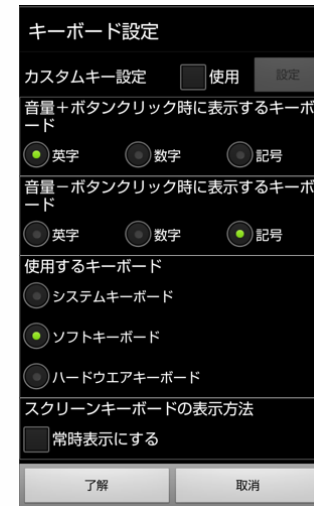 キーボード設定
カスタムキー設定 使用 設定
音量＋ボタンクリック時に表示するキーボ
ード
英字 数字 記号
音量－ボタンクリック時に表示するキーボ
ード
英字 数字 記号
使用するキーボード
システムキーボード
ソフトキーボード
ハードウエアキーボード
スクリーンキーボードの表示方法
常時表示にする
了解 取消